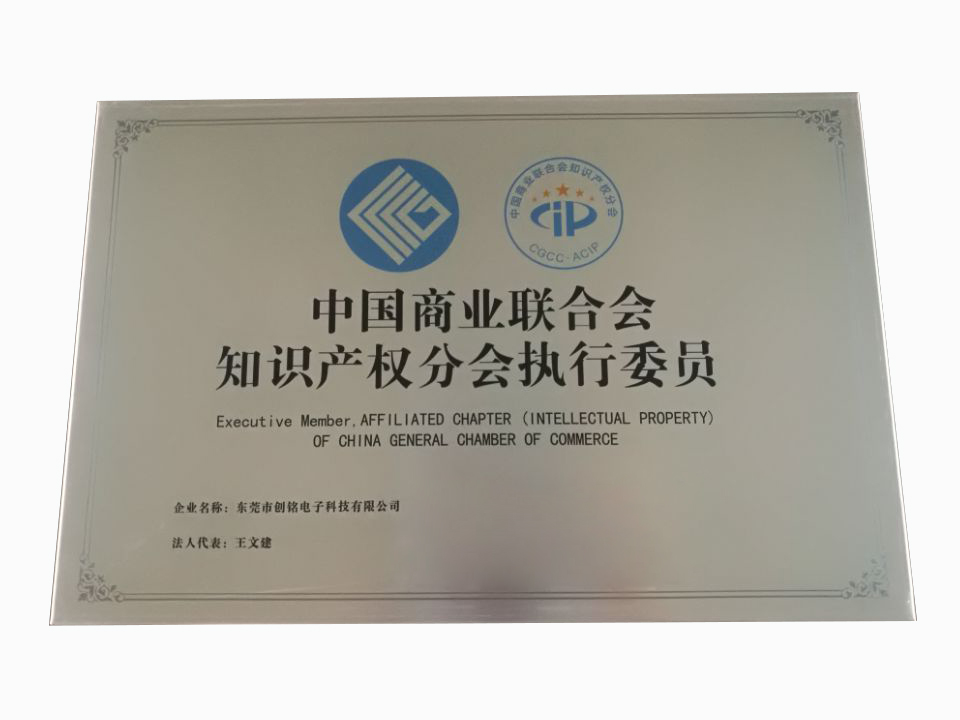 中国商业联合会知识产权分会
CIP
CGCC-ACIP
中国商业联合会
知识产权分会执行委员
Executive Member, AFFILIATED CHAPTER (INTELLECTUAL PROPERTY)
OF CHINA GENERAL CHAMBER OF COMMERCE
企业名称：东莞市创铭电子科技有限公司
法人代表：王文建